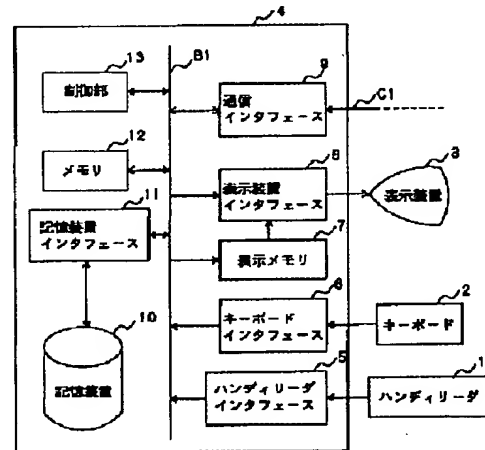 4
13
B1
制御部
9
通信
インタフェース
C1
12
メモリ
8
表示装置
インタフェース
3
表示装置
11
記憶装置
インタフェース
7
表示メモリ
10
記憶装置
6
キーボード
インタフェース
2
キーボード
5
ハンディリーダ
インタフェース
1
ハンディリーダ